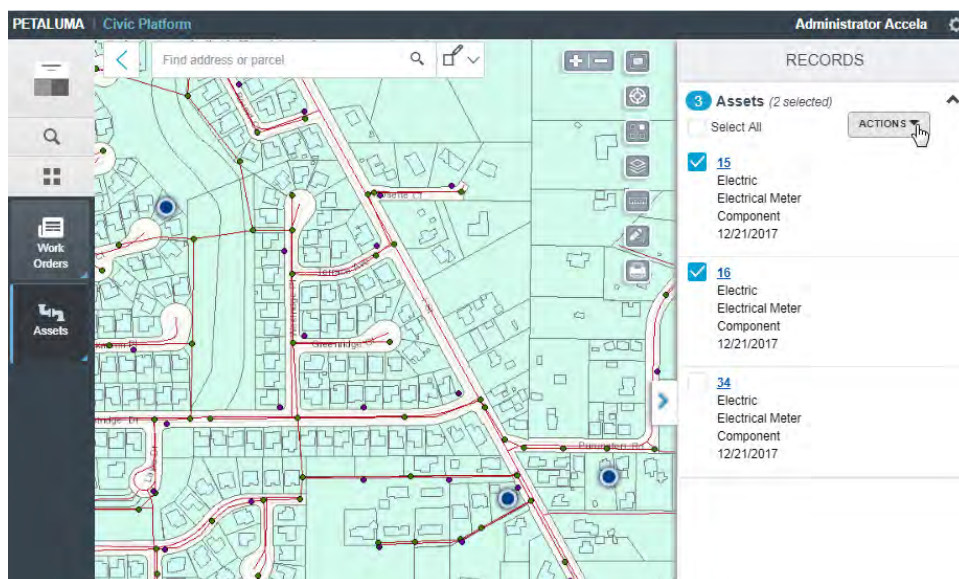 PETALUMA Civic Platform
Administrator Accela
Find address or parcel
RECORDS
3 Assets (2 selected)
Select All
ACTIONS
15
Electric
Electrical Meter
Component
12/21/2017
16
Electric
Electrical Meter
Component
12/21/2017
34
Electric
Electrical Meter
Component
12/21/2017
Work
Orders
Assets
Greenridge